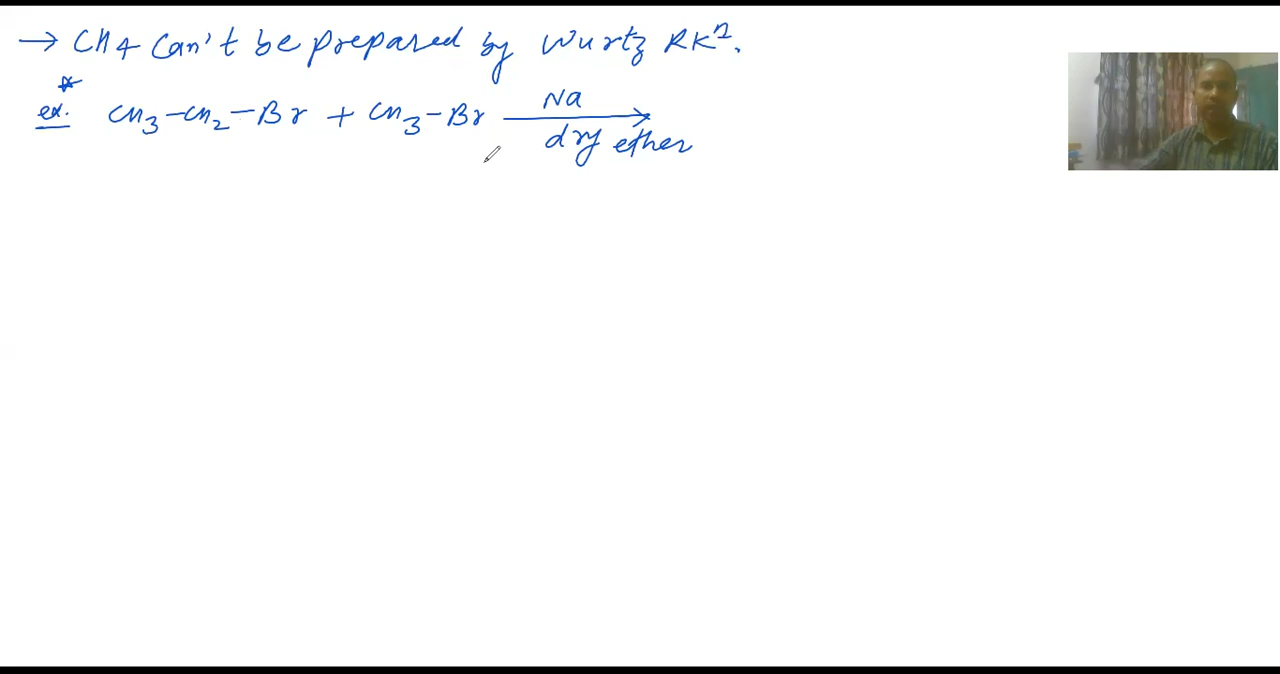 → CH4 can't be prepared by Wurtz RKⁿ.
ex. CH3-CH2-Br + CH3-Br Na
dry ether